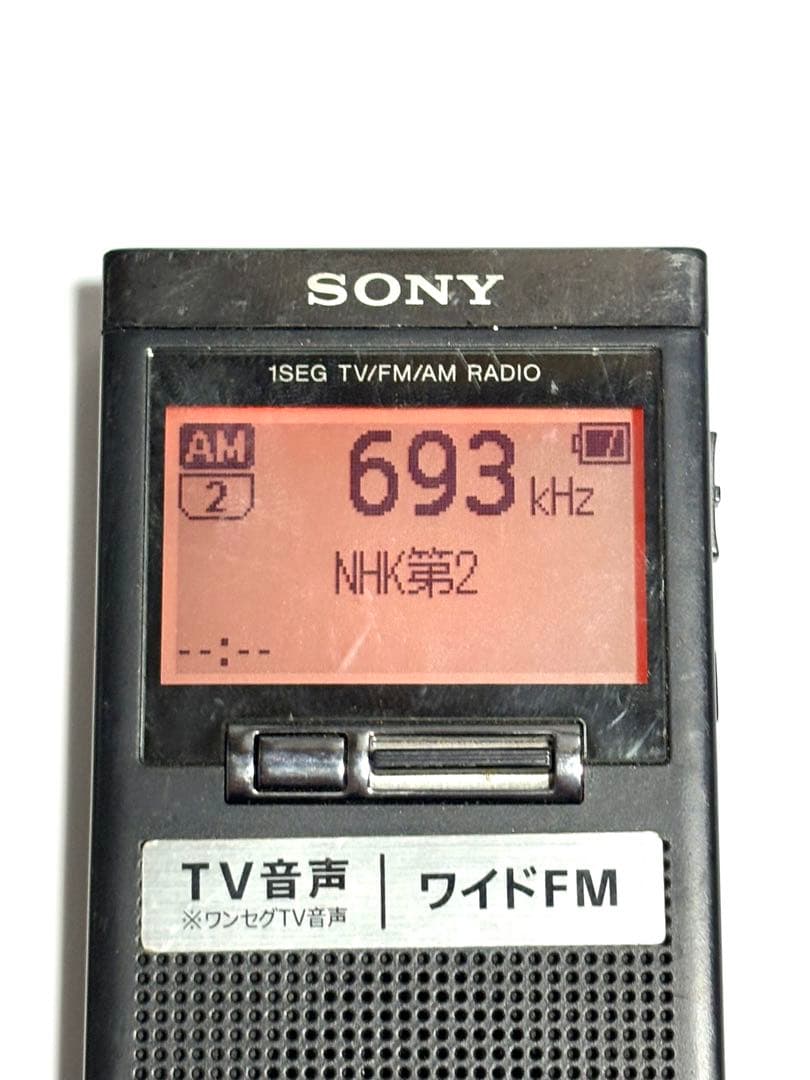 SONY
1SEG TV/FM/AM RADIO
AM 693 kHz
2
NHK第2
--:--
TV音声 | ワイドFM
※ワンセグTV音声